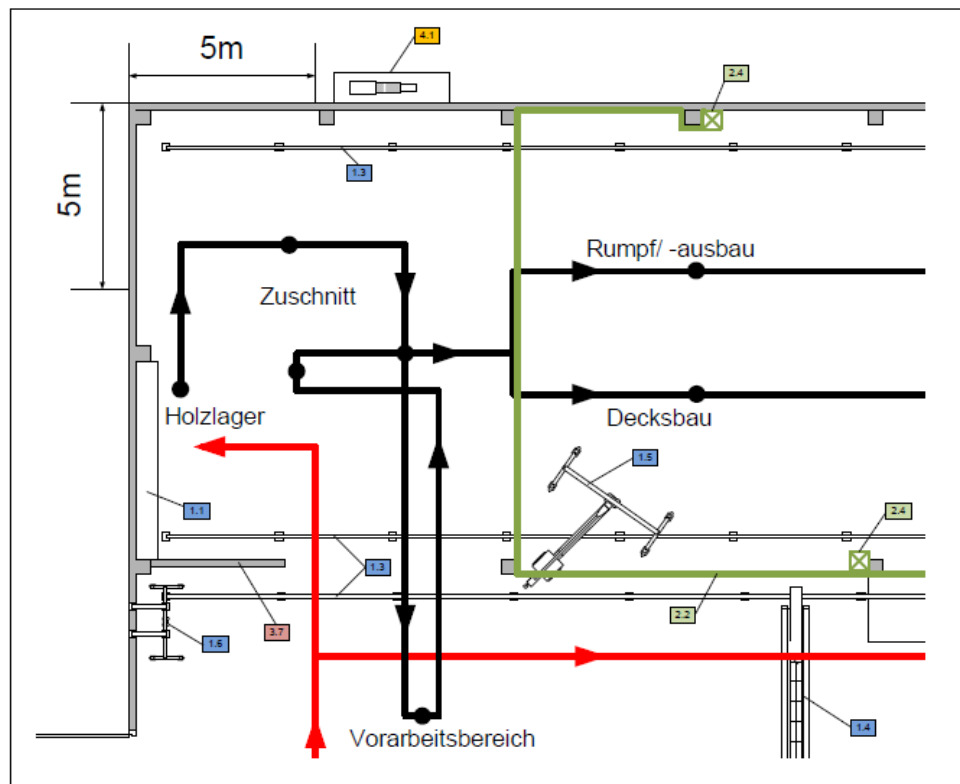 4.1
5m
2.4
1.3
5m
Rumpf/ -ausbau
Zuschnitt
Holzlager
Decksbau
1.5
1.1
2.4
1.3
2.2
3.7
1.6
1.4
Vorarbeitsbereich